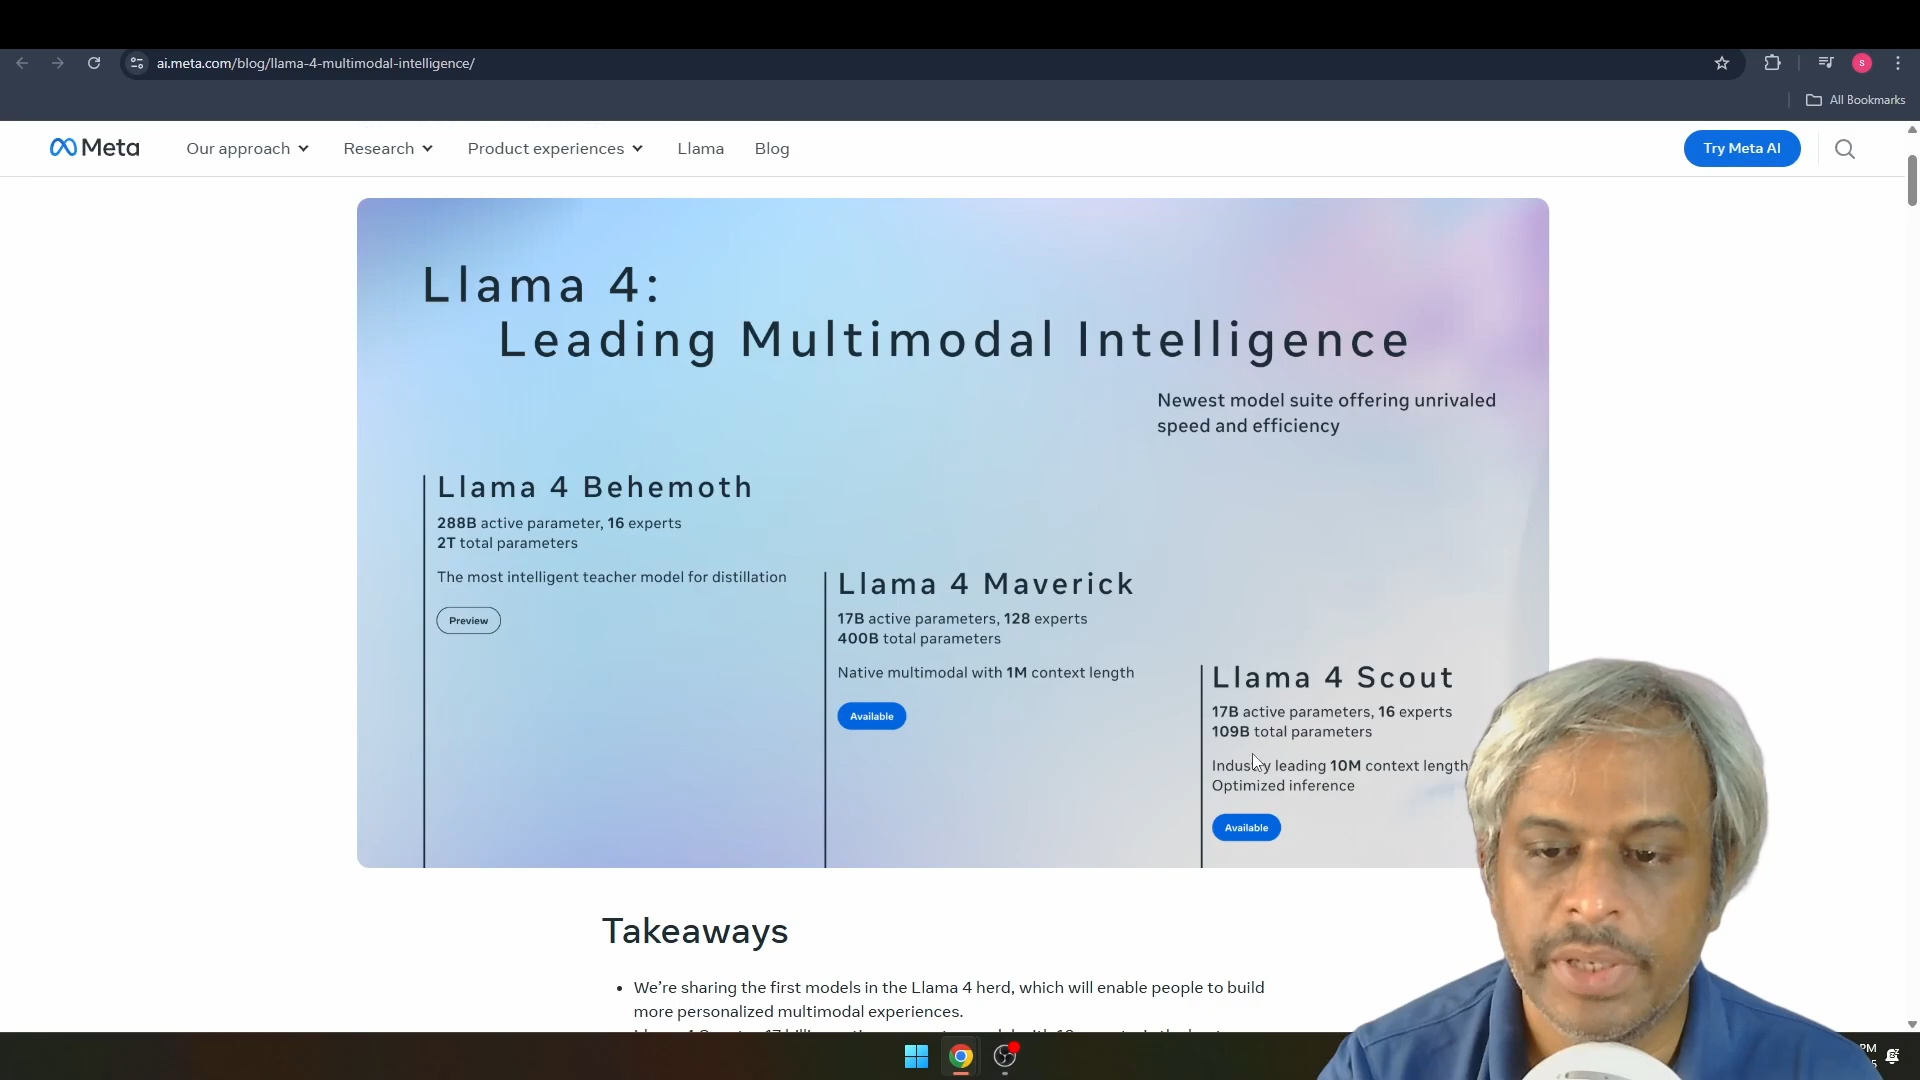 ai.meta.com/blog/llama-4-multimodal-intelligence/
S
All Bookmarks
Meta
Our approach
Research
Product experiences
Llama
Blog
Try Meta AI
Llama 4:
Leading Multimodal Intelligence
Newest model suite offering unrivaled
speed and efficiency
Llama 4 Behemoth
288B active parameter, 16 experts
2T total parameters
The most intelligent teacher model for distillation
Preview
Llama 4 Maverick
17B active parameters, 128 experts
400B total parameters
Native multimodal with 1M context length
Available
Llama 4 Scout
17B active parameters, 16 experts
109B total parameters
Industry leading 10M context length
Optimized inference
Available
Takeaways
• We’re sharing the first models in the Llama 4 herd, which will enable people to build
more personalized multimodal experiences.
PM